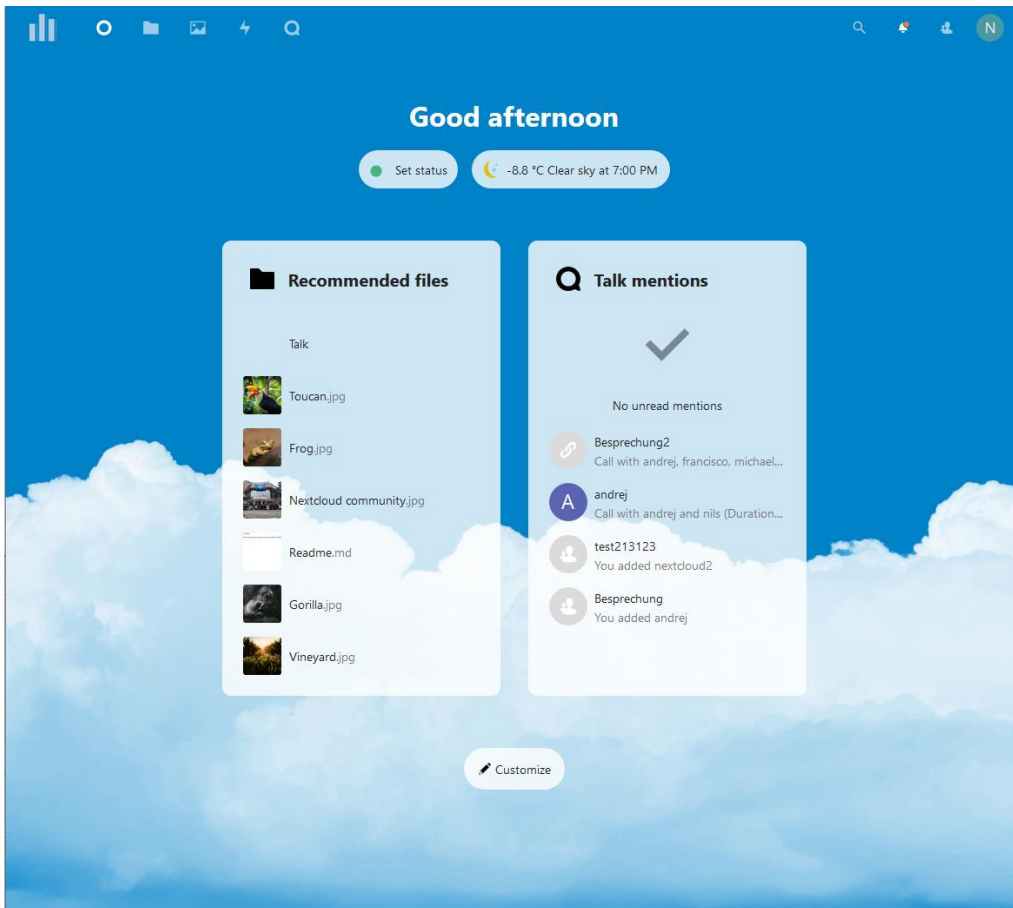 N
Good afternoon
Set status
-8.8 °C Clear sky at 7:00 PM
Recommended files
Talk
Toucan.jpg
Frog.jpg
Nextcloud community.jpg
Readme.md
Gorilla.jpg
Vineyard.jpg
Talk mentions
No unread mentions
Besprechung2
Call with andrej, francisco, michael...
A
andrej
Call with andrej and nils (Duration...
test213123
You added nextcloud2
Besprechung
You added andrej
Customize